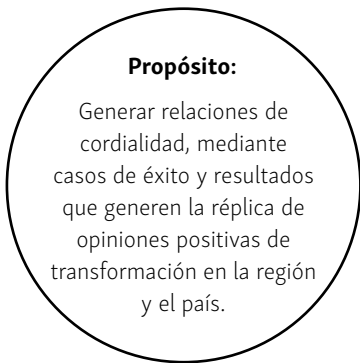 Propósito:
Generar relaciones de
cordialidad, mediante
casos de éxito y resultados
que generen la réplica de
opiniones positivas de
transformación en la región
y el país.